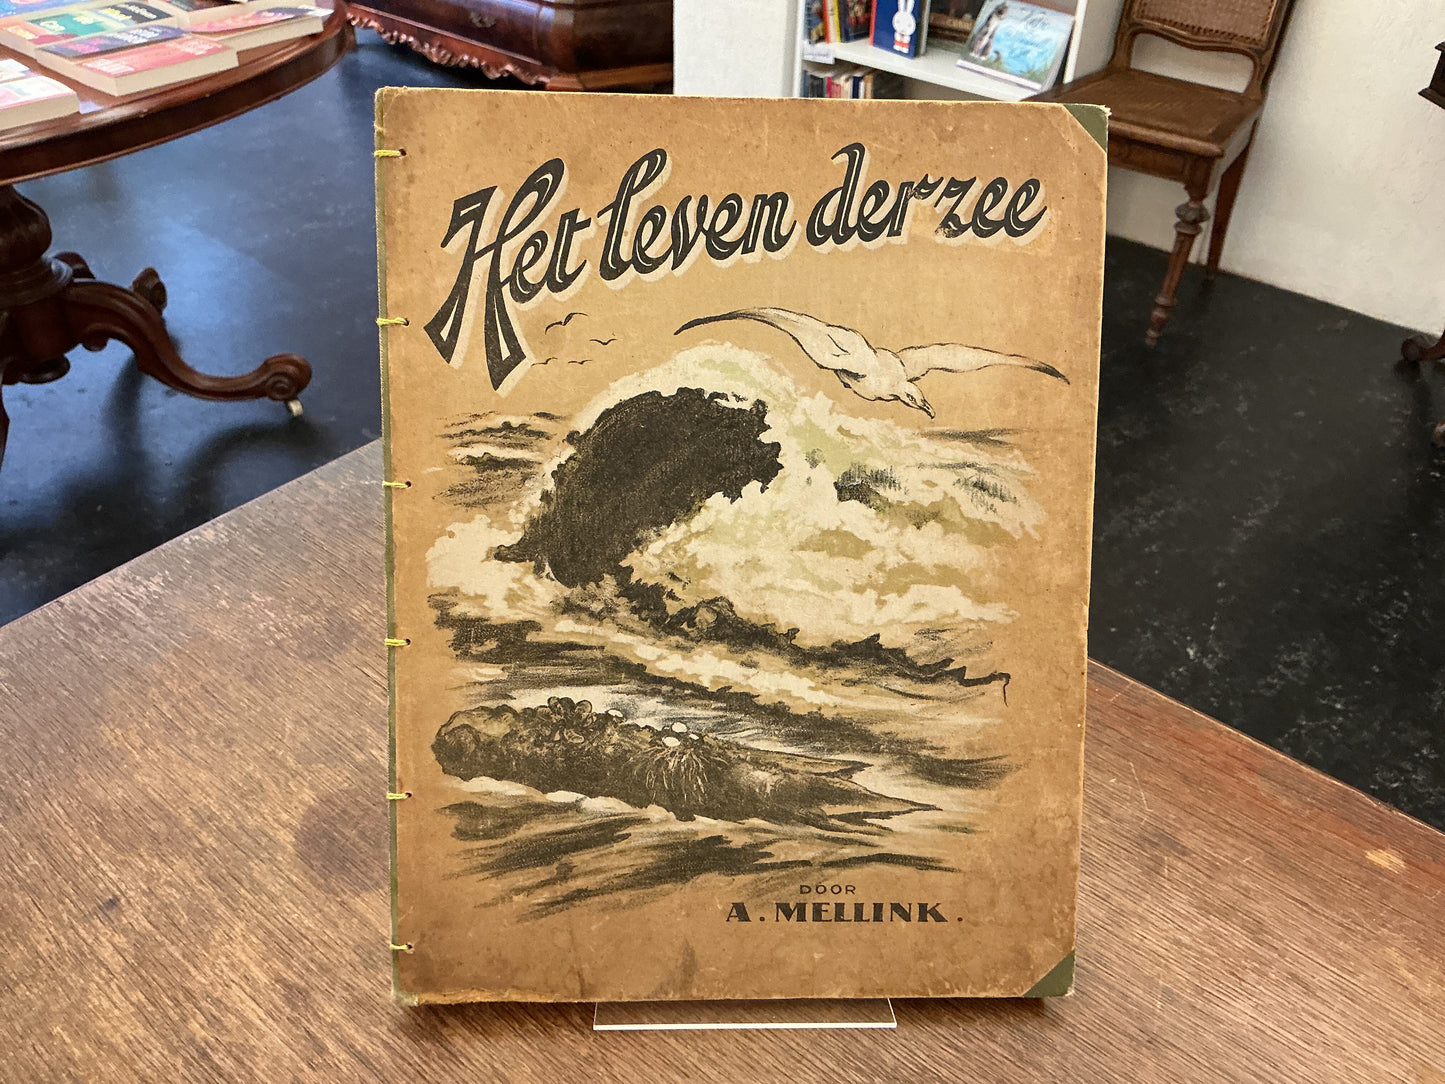 Het leven der zee
DOOR
A. MELLINK.